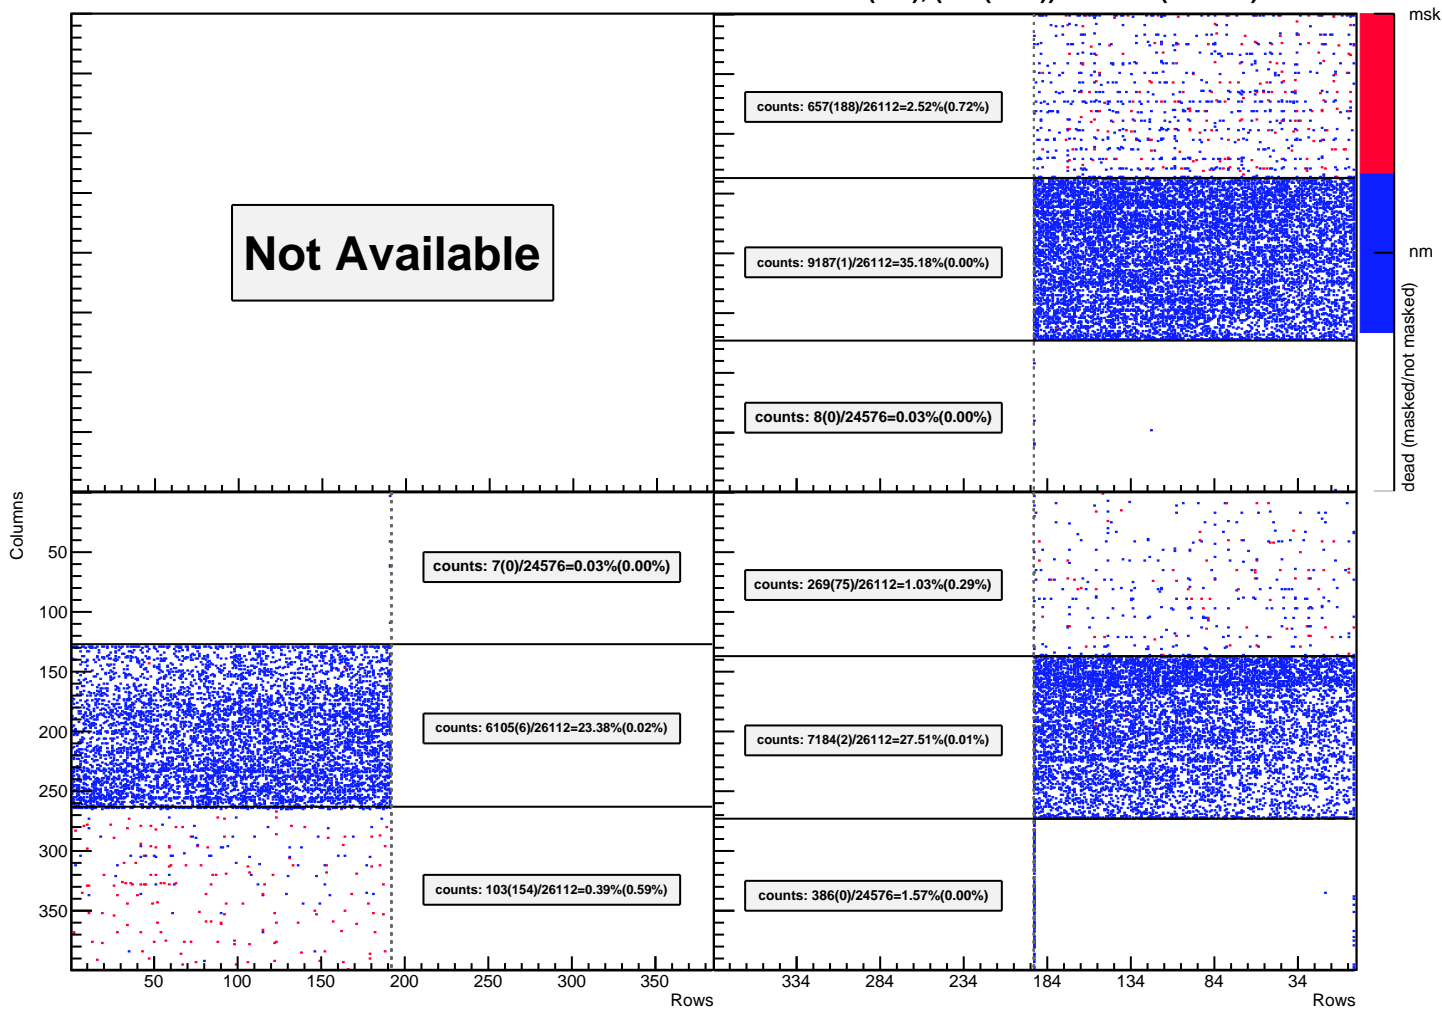 msk
counts: 657(188)/26112=2.52%(0.72%)
Not Available
counts: 9187(1)/26112=35.18%(0.00%)
nm
counts: 8(0)/24576=0.03%(0.00%)
dead (masked/not masked)
Columns
50
100
150
200
250
300
350
counts: 7(0)/24576=0.03%(0.00%)
counts: 269(75)/26112=1.03%(0.29%)
counts: 6105(6)/26112=23.38%(0.02%)
counts: 7184(2)/26112=27.51%(0.01%)
counts: 103(154)/26112=0.39%(0.59%)
counts: 386(0)/24576=1.57%(0.00%)
50 100 150 200 250 300 350
334 284 234 184 134 84 34
Rows
Rows